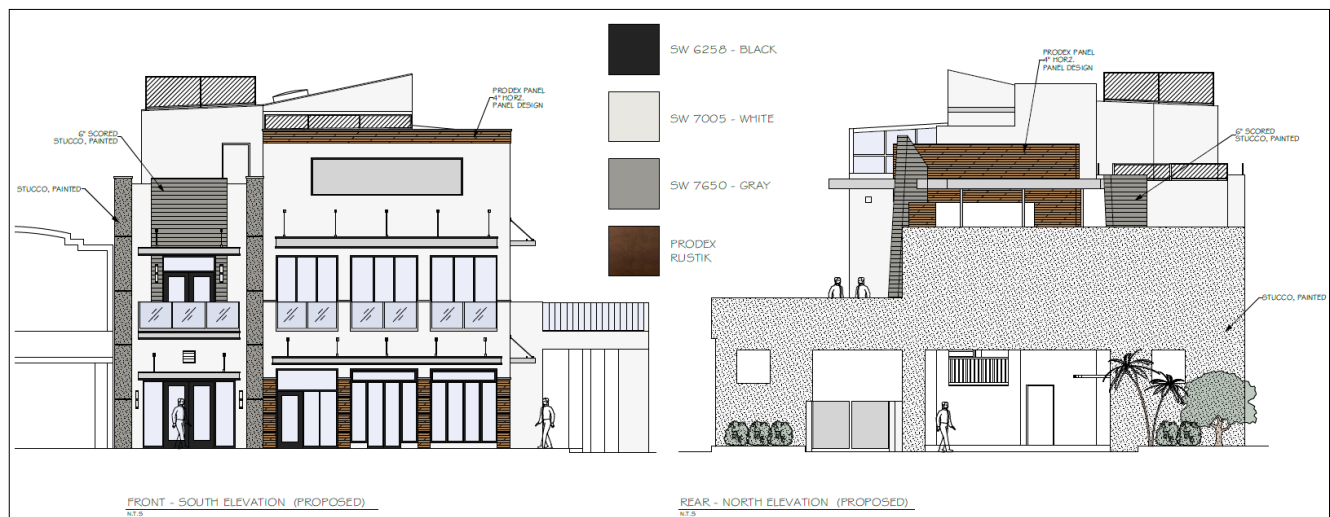 SW 6258 - BLACK
SW 7005 - WHITE
SW 7650 - GRAY
PRODEX
RUSTIK
PRODEX PANEL
4" HORZ.
PANEL DESIGN
6" SCORED
STUCCO, PAINTED
STUCCO, PAINTED
FRONT - SOUTH ELEVATION (PROPOSED)
N.T.S
PRODEX PANEL
4" HORZ.
PANEL DESIGN
6" SCORED
STUCCO, PAINTED
STUCCO, PAINTED
REAR - NORTH ELEVATION (PROPOSED)
N.T.S